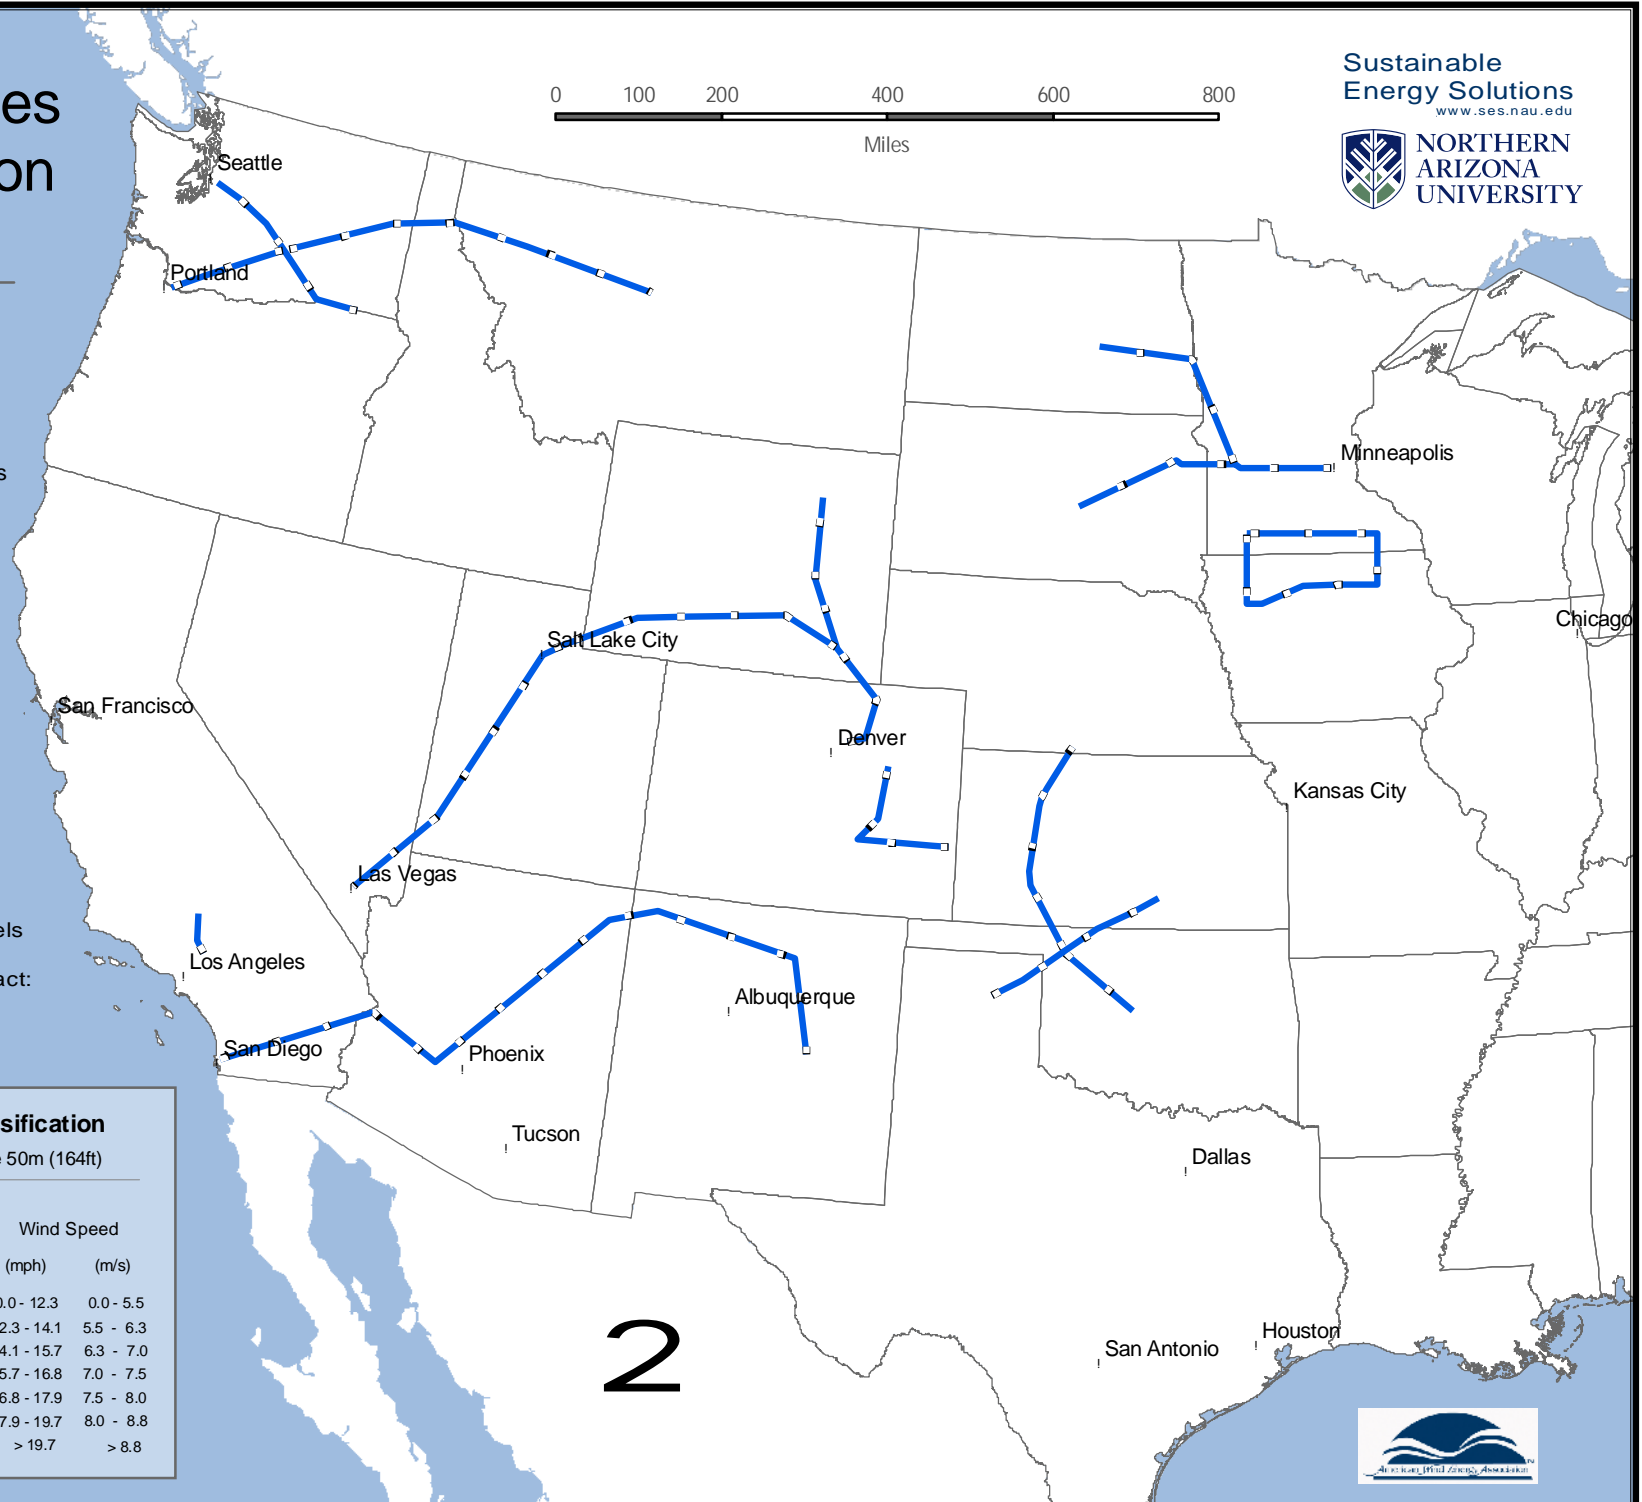 es
on
0 100 200 400 600 800
Miles
Sustainable
Energy Solutions
www.ses.nau.edu
NORTHERN
ARIZONA
UNIVERSITY
Seattle
Portland
Minneapolis
s
Chicago
Salt Lake City
San Francisco
Denver
Kansas City
Las Vegas
els
Los Angeles
act:
Albuquerque
San Diego
Phoenix
Tucson
Dallas
sification
e 50m (164ft)
Wind Speed
(mph) (m/s)
0.0 - 12.3 0.0 - 5.5
2.3 - 14.1 5.5 - 6.3
4.1 - 15.7 6.3 - 7.0
5.7 - 16.8 7.0 - 7.5
6.8 - 17.9 7.5 - 8.0
7.9 - 19.7 8.0 - 8.8
> 19.7 > 8.8
2
San Antonio
Houston
American Wind Energy Association